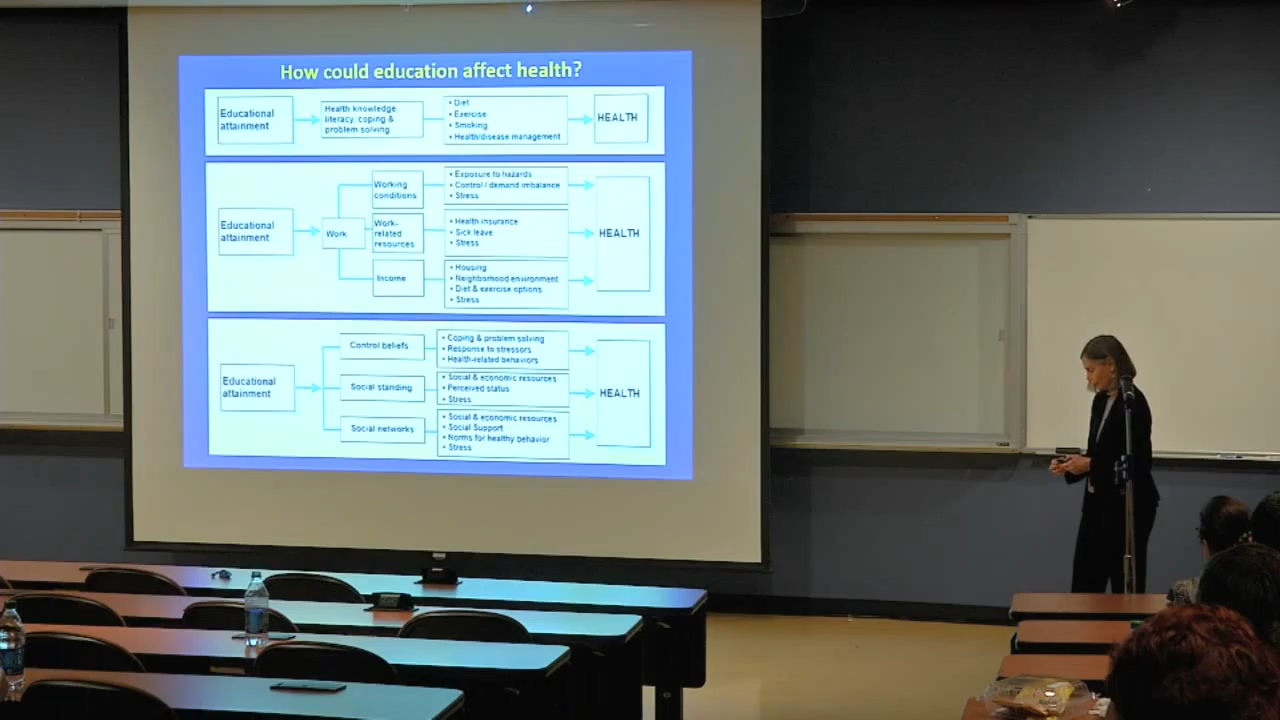 How could education affect health?
Educational
attainment
Health knowledge
literacy, coping &
problem solving
• Diet
• Exercise
• Smoking
• Health/disease management
HEALTH
Educational
attainment
Work
Working
conditions
• Exposure to hazards
• Control / demand imbalance
• Stress
Work-
related
resources
• Health insurance
• Sick leave
• Stress
Income
• Housing
• Neighborhood environment
• Diet & exercise options
• Stress
HEALTH
Educational
attainment
Control beliefs
• Coping & problem solving
• Response to stressors
• Health-related behaviors
Social standing
• Social & economic resources
• Perceived status
• Stress
Social networks
• Social & economic resources
• Social Support
• Norms for healthy behavior
• Stress
HEALTH